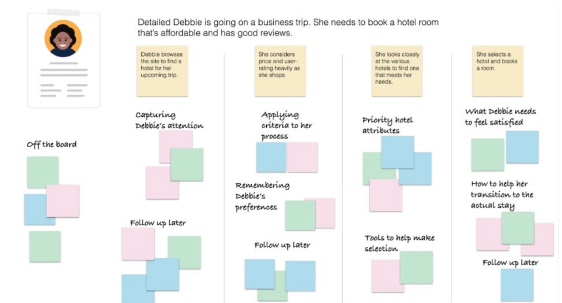 Detailed Debbie is going on a business trip. She needs to book a hotel room
that's affordable and has good reviews.
Debbie browses
the site to find a
hotel for her
upcoming trip.
She considers
price and user-
rating heavily as
she shops.
She looks closely
at the various
hotels to find one
that meets her
needs.
She selects a
hotel and books
a room.
Off the board
Capturing
Debbie's attention
Follow up later
Applying
criteria to her
process
Remembering
Debbie's
preferences
Follow up later
Priority hotel
attributes
Tools to help make
selection
What Debbie needs
to feel satisfied
How to help her
transition to the
actual stay
Follow up later